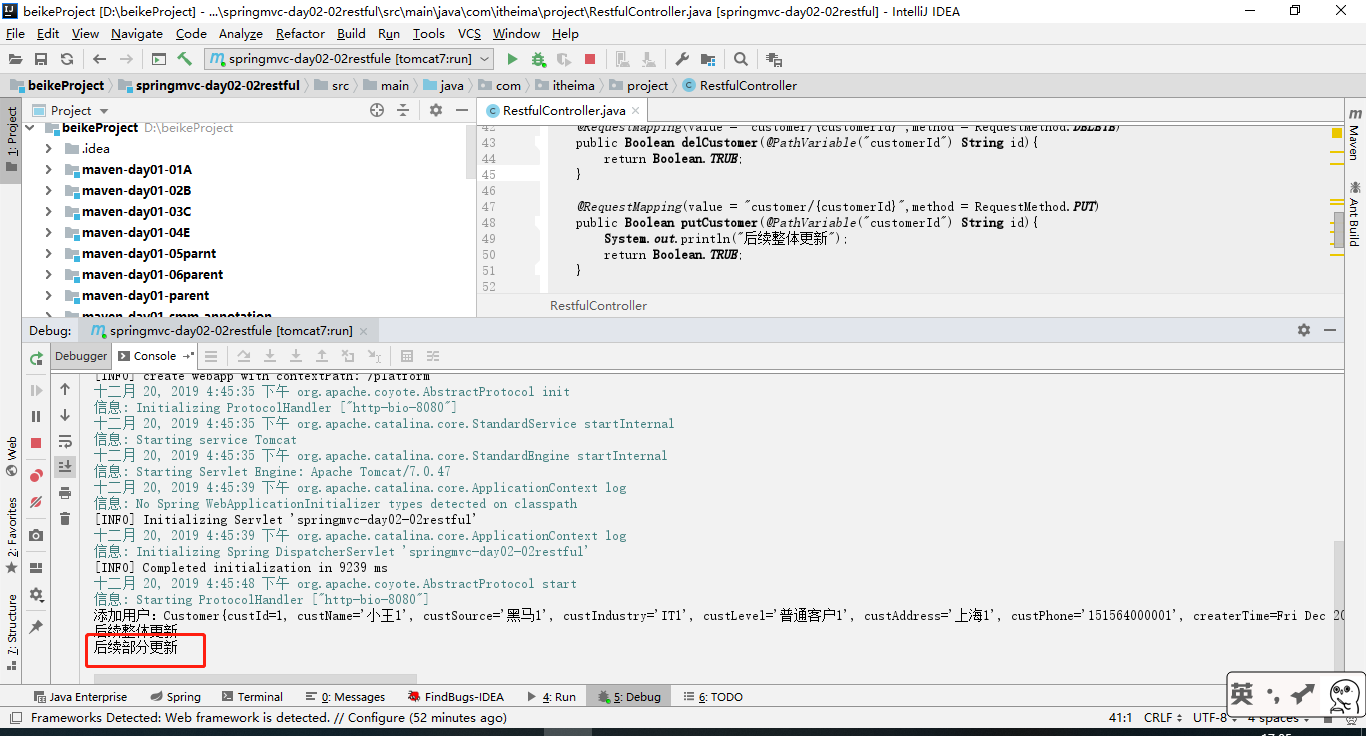 beikeProject [D:\beikeProject] - ...\springmvc-day02-02restful\src\main\java\com\itheima\project\RestfulController.java [springmvc-day02-02restful] - IntelliJ IDEA
File Edit View Navigate Code Analyze Refactor Build Run Tools VCS Window Help
springmvc-day02-02restfule [tomcat7:run]
beikeProject springmvc-day02-02restful src main java com itheima project RestfulController
1: Project
Project
RestfulController.java
Maven
Ant Build
beikeProject D:\beikeProject
.idea
maven-day01-01A
maven-day01-02B
maven-day01-03C
maven-day01-04E
maven-day01-05parnt
maven-day01-06parent
maven-day01-parent
maven-day01-smm-annotation
42 @RequestMapping(value = "customer/{customerId}",method = RequestMethod.DELETE)
43 public Boolean delCustomer(@PathVariable("customerId") String id){
44 return Boolean.TRUE;
45 }
46
47 @RequestMapping(value = "customer/{customerId}",method = RequestMethod.PUT)
48 public Boolean putCustomer(@PathVariable("customerId") String id){
49 System.out.println("后续整体更新");
50 return Boolean.TRUE;
51 }
52
RestfulController
Debug: springmvc-day02-02restfule [tomcat7:run]
Debugger Console
[INFO] create webapp with contextPath: /platform
十二月 20, 2019 4:45:35 下午 org.apache.coyote.AbstractProtocol init
信息: Initializing ProtocolHandler ["http-bio-8080"]
十二月 20, 2019 4:45:35 下午 org.apache.catalina.core.StandardService startInternal
信息: Starting service Tomcat
十二月 20, 2019 4:45:35 下午 org.apache.catalina.core.StandardEngine startInternal
信息: Starting Servlet Engine: Apache Tomcat/7.0.47
十二月 20, 2019 4:45:39 下午 org.apache.catalina.core.ApplicationContext log
信息: No Spring WebApplicationInitializer types detected on classpath
[INFO] Initializing Servlet 'springmvc-day02-02restful'
十二月 20, 2019 4:45:39 下午 org.apache.catalina.core.ApplicationContext log
信息: Initializing Spring DispatcherServlet 'springmvc-day02-02restful'
[INFO] Completed initialization in 9239 ms
十二月 20, 2019 4:45:48 下午 org.apache.coyote.AbstractProtocol start
信息: Starting ProtocolHandler ["http-bio-8080"]
添加用户：Customer{custId=1, custName='小王1', custSource='黑马1', custIndustry='IT1', custLevel='普通客户1', custAddress='上海1', custPhone='151564000001', createrTime=Fri Dec 20
后续整体更新
后续部分更新
Web
2: Favorites
7: Structure
Java Enterprise Spring Terminal 0: Messages FindBugs-IDEA 4: Run 5: Debug 6: TODO
英
Frameworks Detected: Web framework is detected. // Configure (52 minutes ago) 41:1 CRLF UTF-8 4 spaces